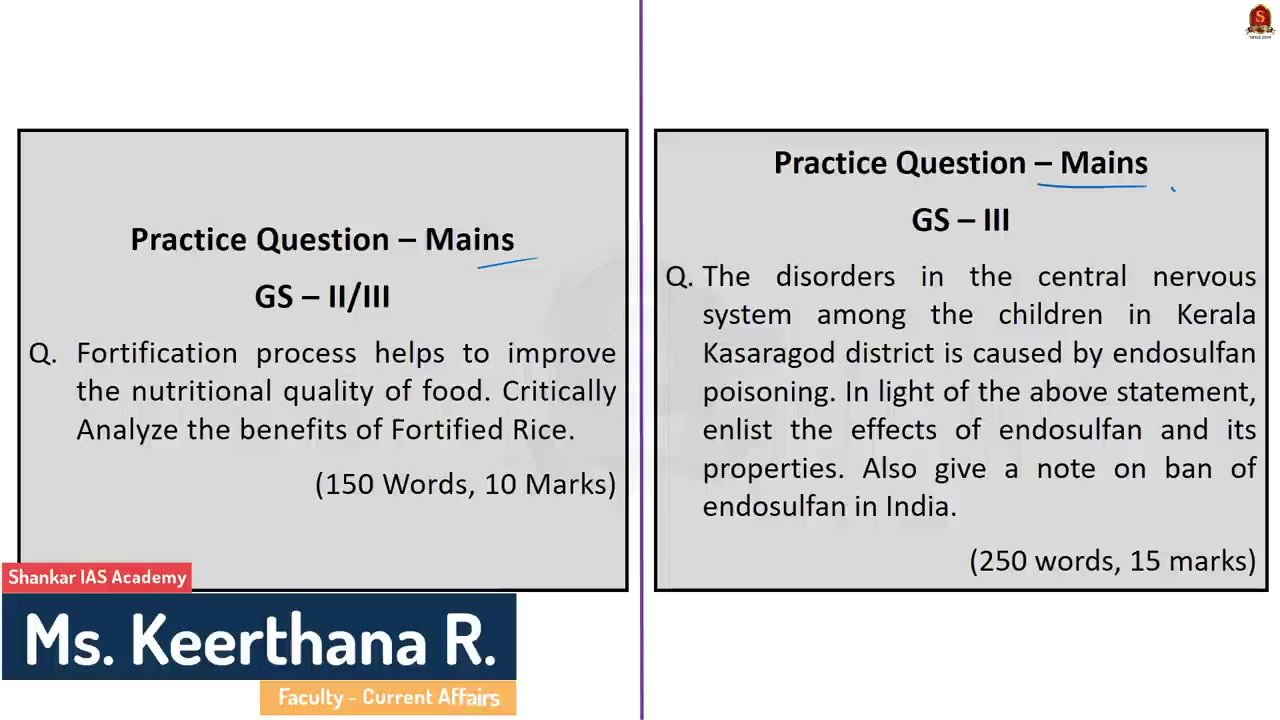 Practice Question – Mains
GS – II/III
Q. Fortification process helps to improve
the nutritional quality of food. Critically
Analyze the benefits of Fortified Rice.
(150 Words, 10 Marks)
Shankar IAS Academy
Ms. Keerthana R.
Faculty - Current Affairs
Practice Question – Mains
GS – III
Q. The disorders in the central nervous
system among the children in Kerala
Kasaragod district is caused by endosulfan
poisoning. In light of the above statement,
enlist the effects of endosulfan and its
properties. Also give a note on ban of
endosulfan in India.
(250 words, 15 marks)